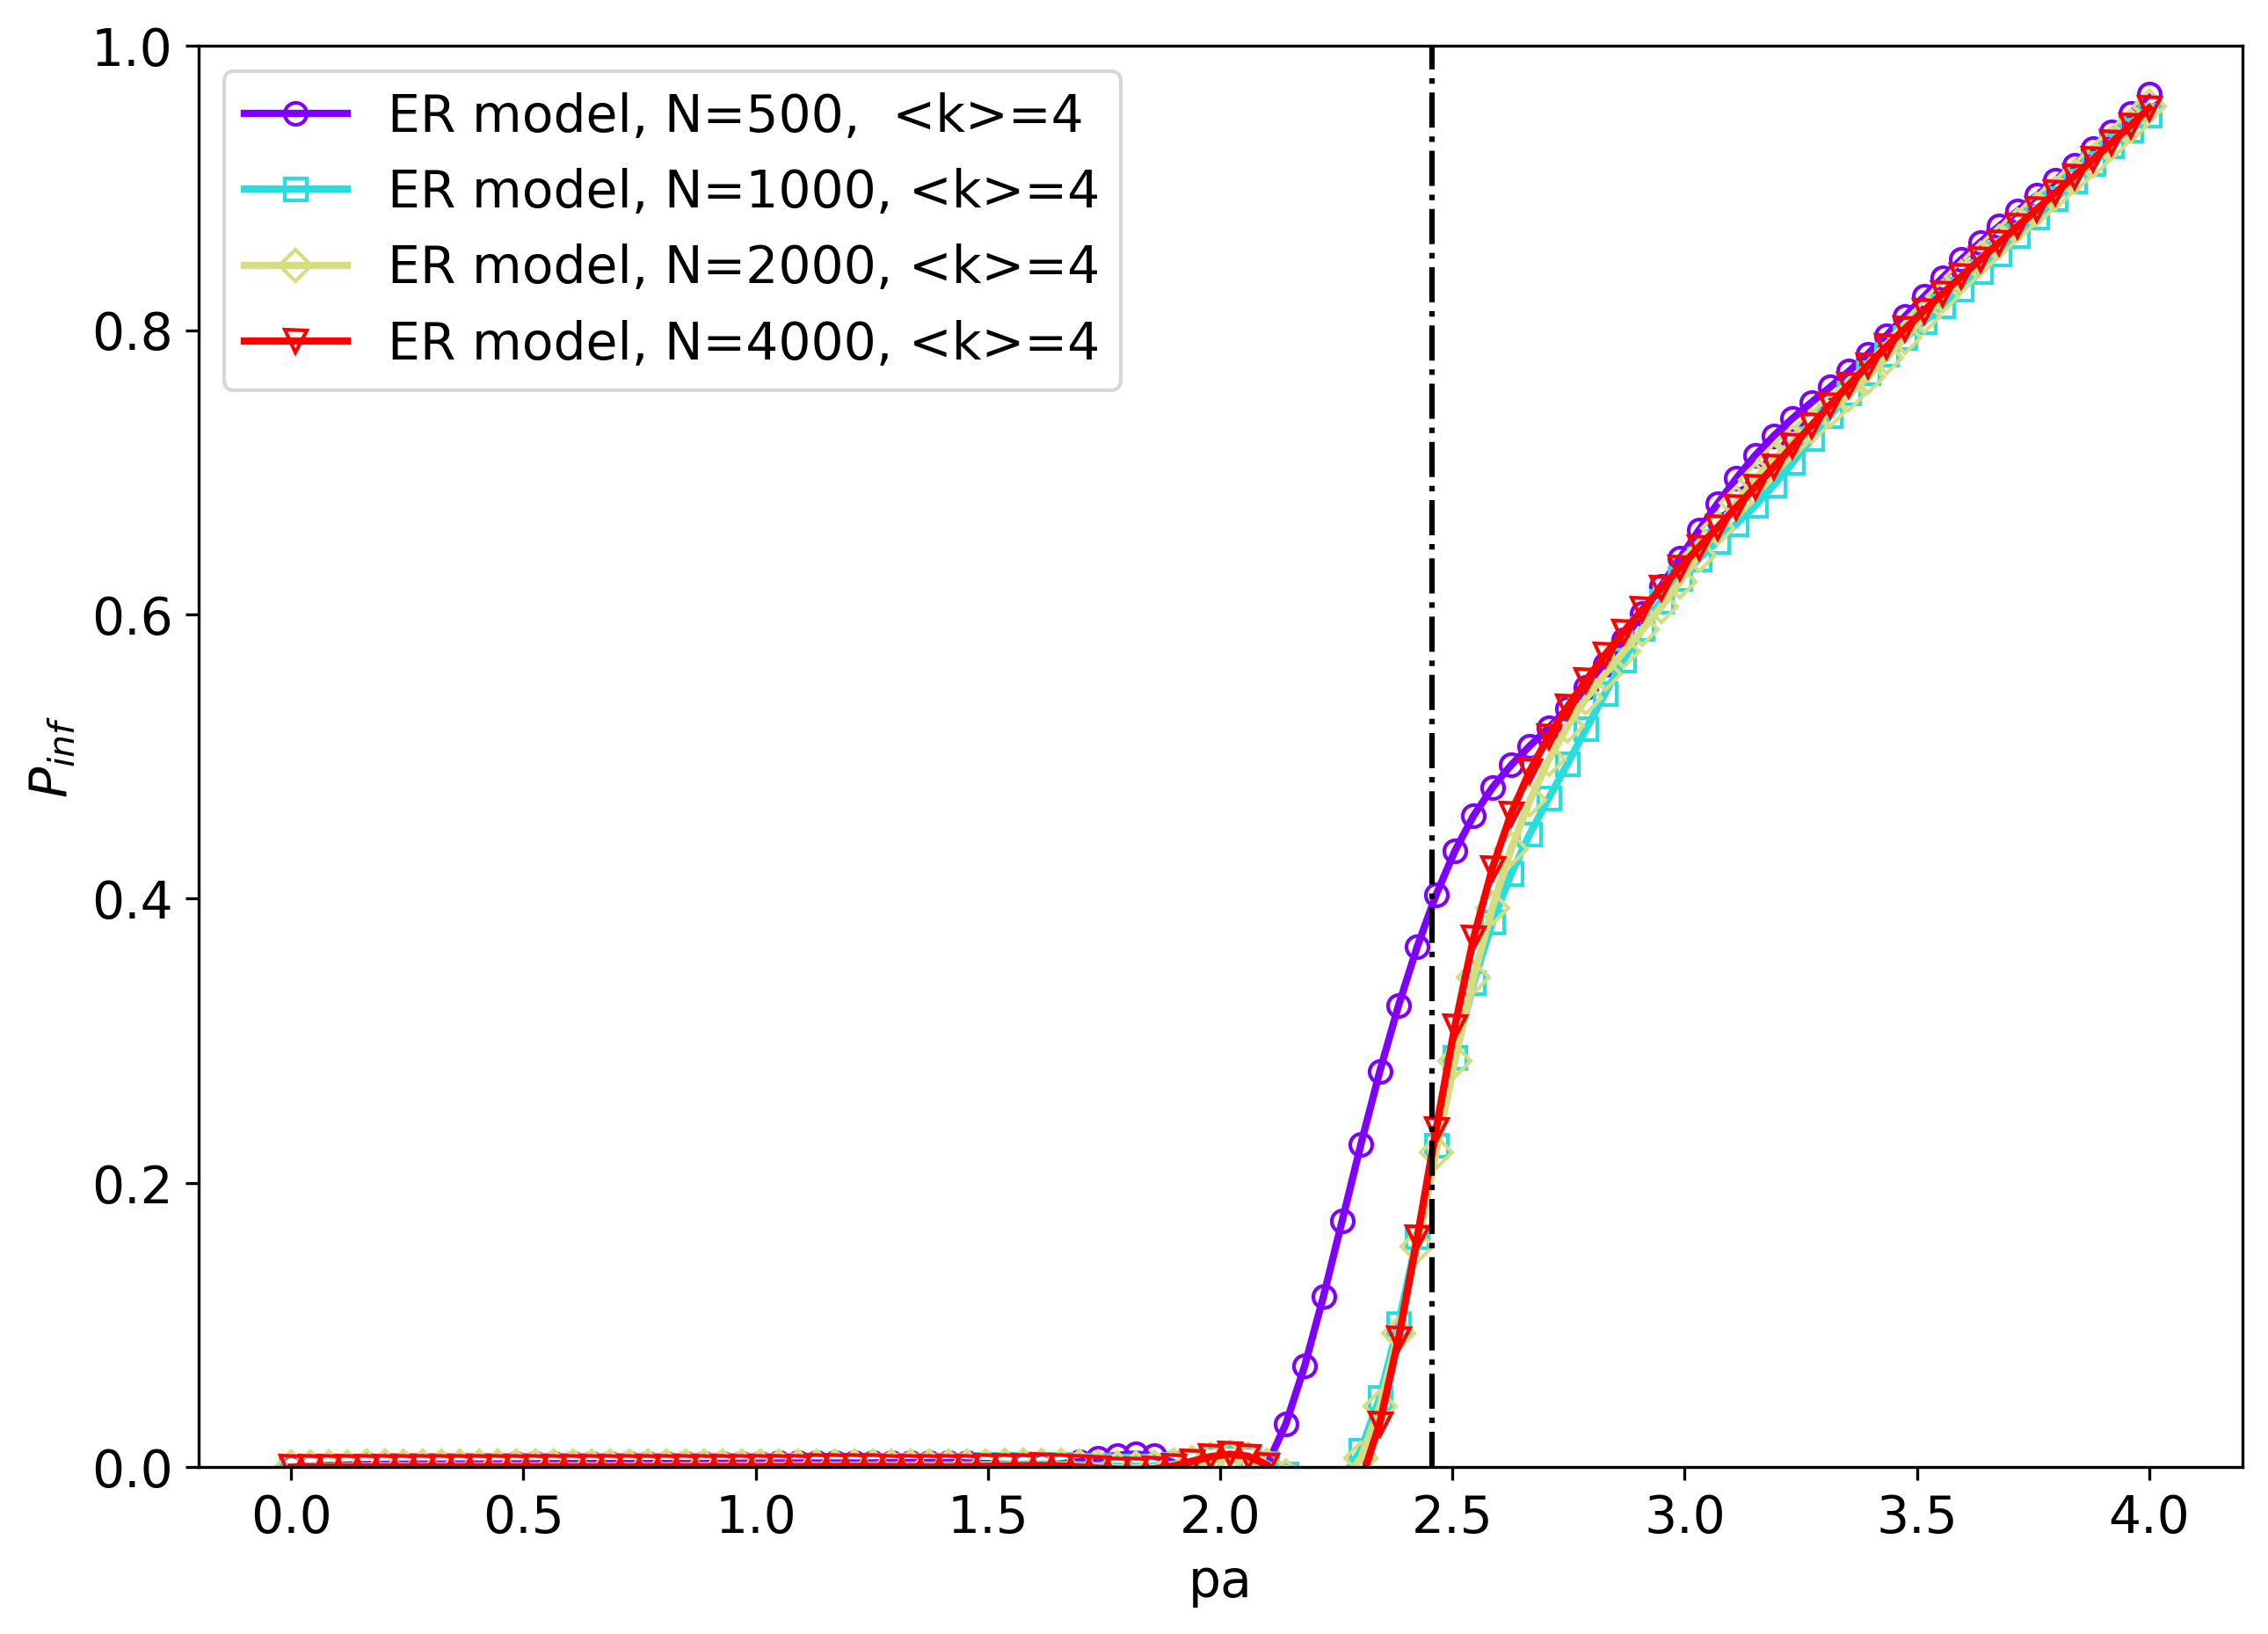 ER model, N=500,  <k>=4
ER model, N=1000, <k>=4
ER model, N=2000, <k>=4
ER model, N=4000, <k>=4
1.0
0.8
0.6
0.4
0.2
0.0
P_inf
0.0 0.5 1.0 1.5 2.0 2.5 3.0 3.5 4.0
pa